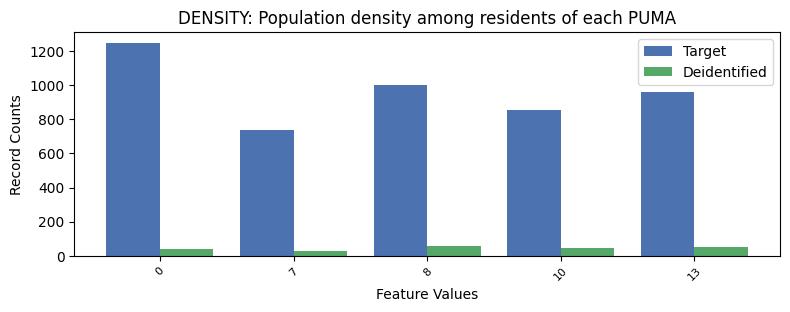 DENSITY: Population density among residents of each PUMA
Target
Deidentified
Record Counts
1200
1000
800
600
400
200
0
0
7
8
10
13
Feature Values